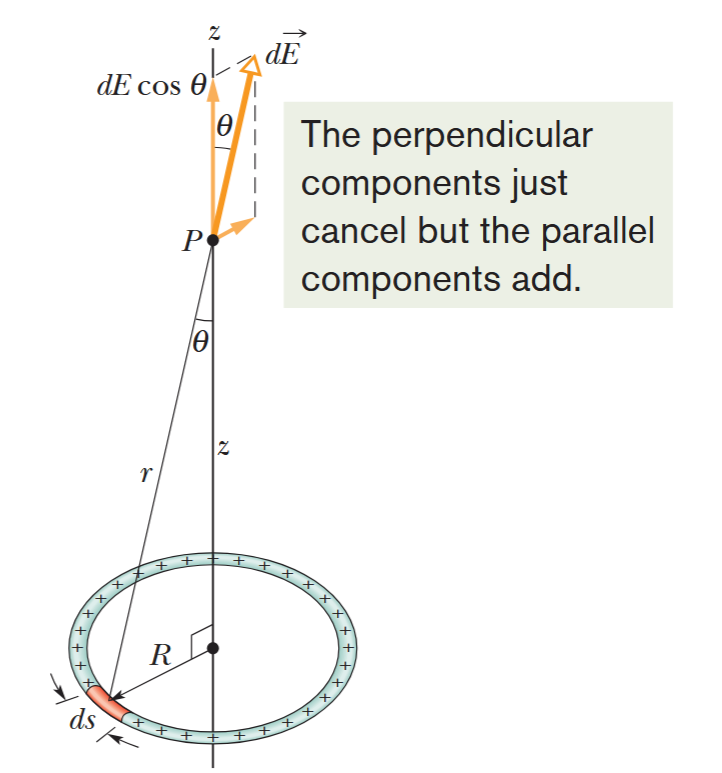 z
dE⃗
dE cos θ
θ
The perpendicular
components just
cancel but the parallel
components add.
P
θ
z
r
R
ds